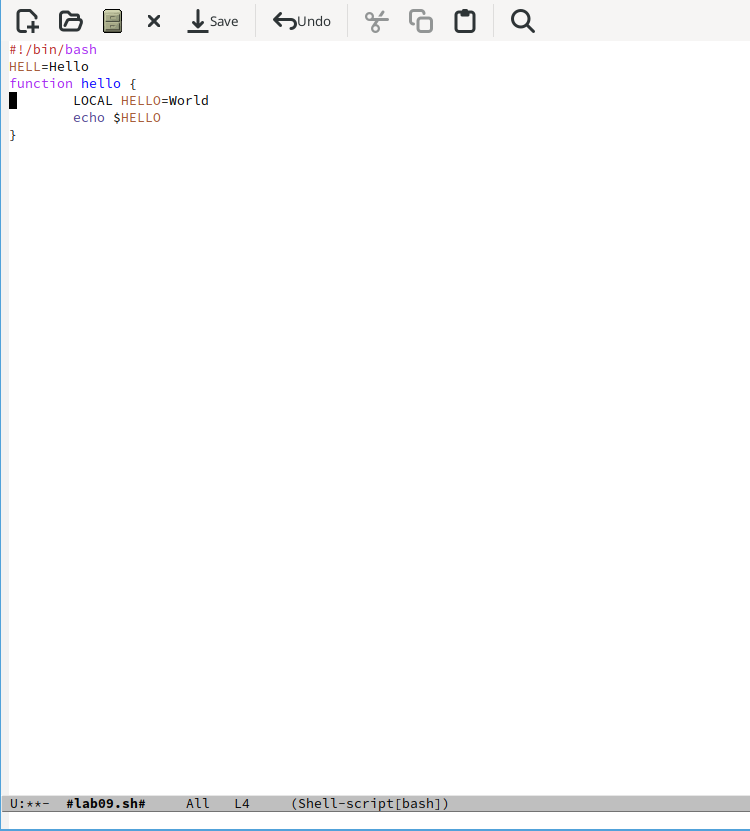 Save Undo
#!/bin/bash
HELL=Hello
function hello {
        LOCAL HELLO=World
        echo $HELLO
}
U:**-  #lab09.sh#     All   L4     (Shell-script[bash])